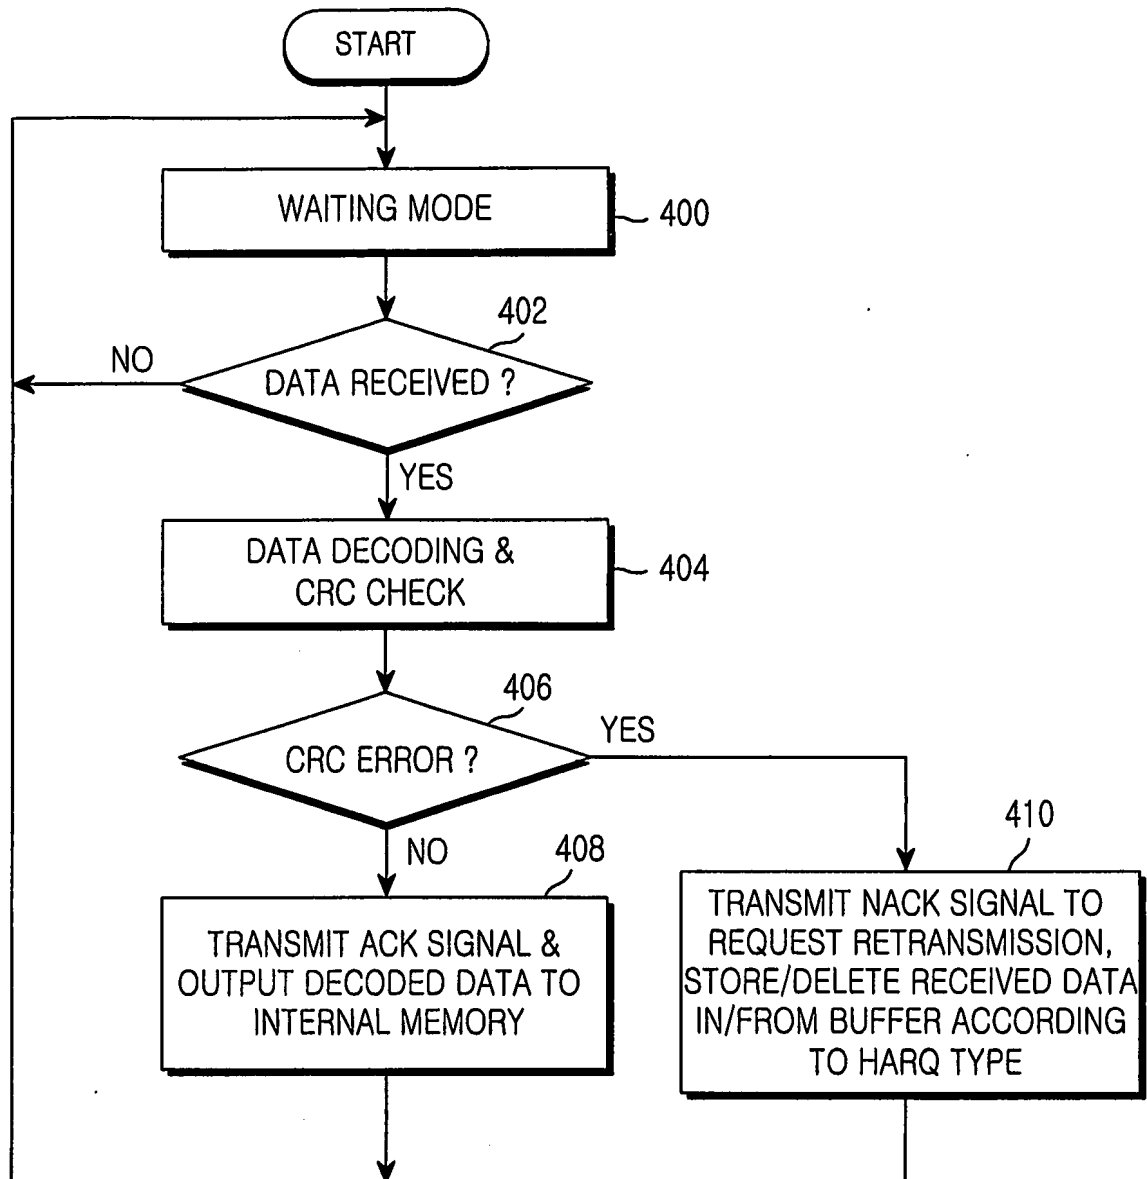 START
WAITING MODE
400
402
NO
DATA RECEIVED ?
YES
DATA DECODING &
CRC CHECK
404
406
CRC ERROR ?
YES
NO
408
TRANSMIT ACK SIGNAL &
OUTPUT DECODED DATA TO
INTERNAL MEMORY
410
TRANSMIT NACK SIGNAL TO
REQUEST RETRANSMISSION,
STORE/DELETE RECEIVED DATA
IN/FROM BUFFER ACCORDING
TO HARQ TYPE